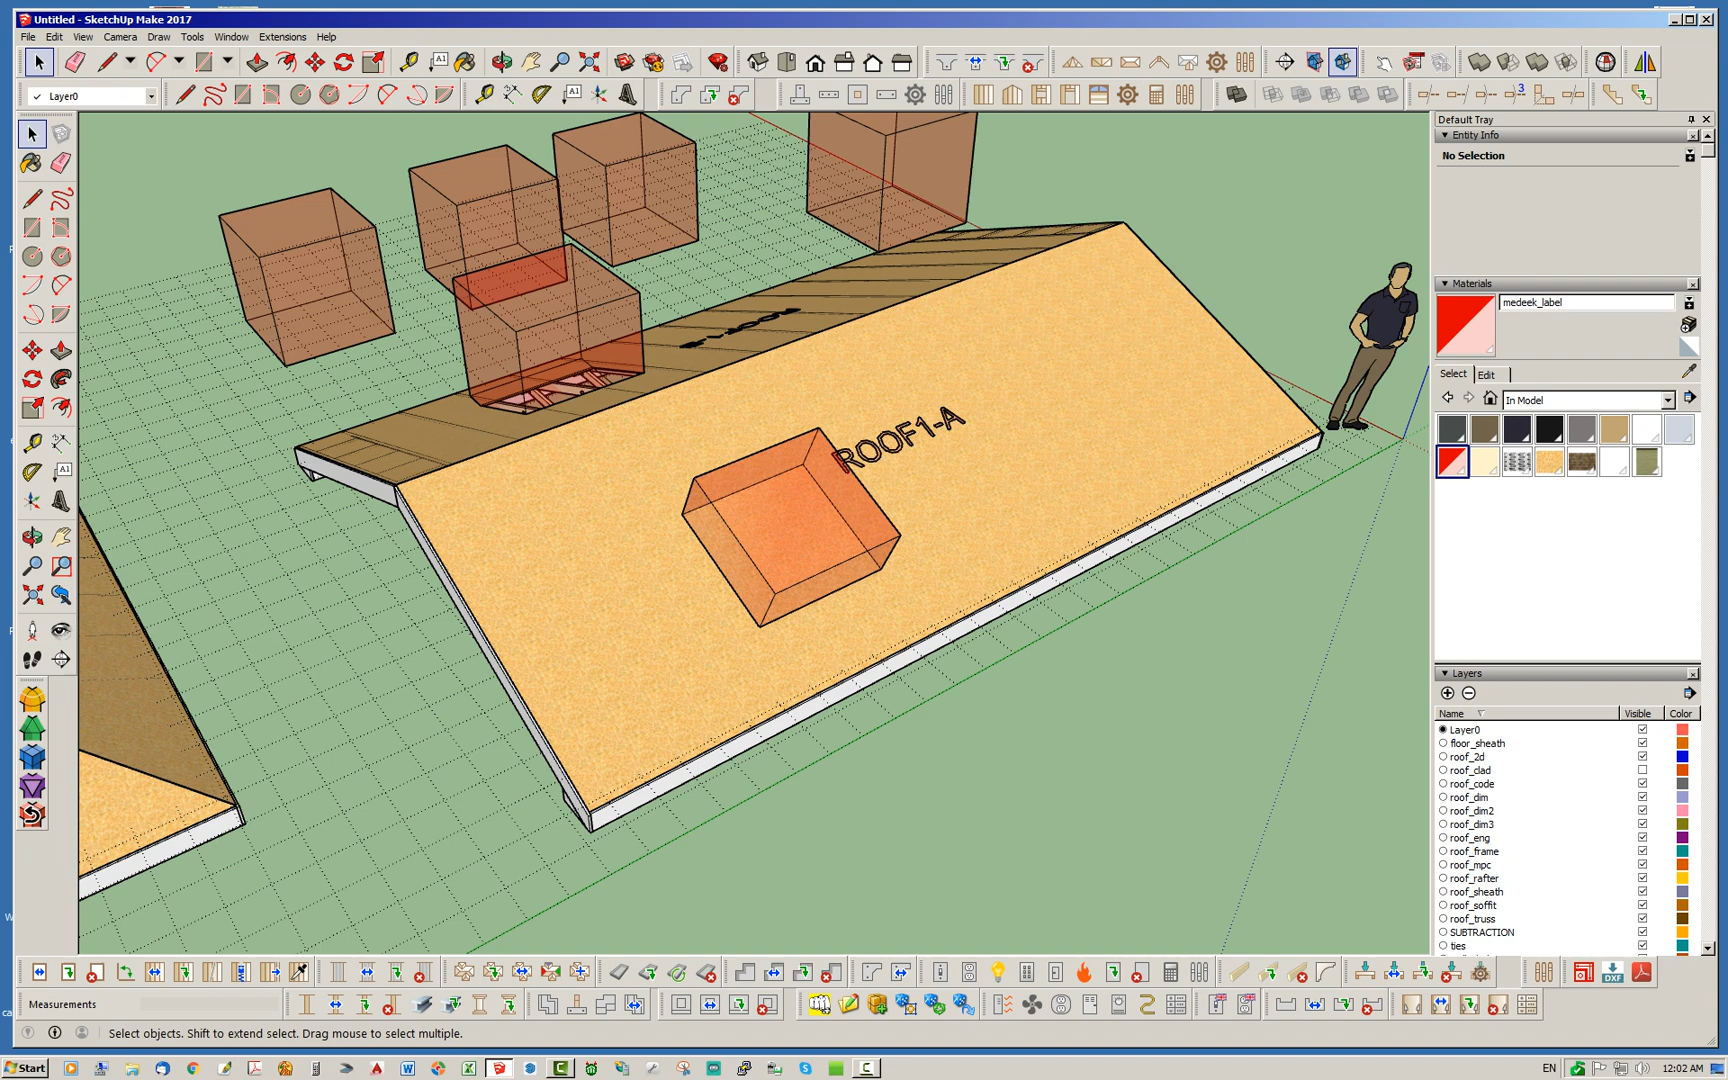 Untitled - SketchUp Make 2017
File Edit View Camera Draw Tools Window Extensions Help
Layer0
Default Tray
Entity Info
No Selection
Materials
medeek_label
Select Edit
In Model
ROOF1-A
Layers
Name Visible Color
Layer0
floor_sheath
roof_2d
roof_clad
roof_code
roof_dim
roof_dim2
roof_dim3
roof_eng
roof_frame
roof_mpc
roof_rafter
roof_sheath
roof_soffit
roof_truss
SUBTRACTION
ties
Measurements
Select objects. Shift to extend select. Drag mouse to select multiple.
Start
EN
12:02 AM